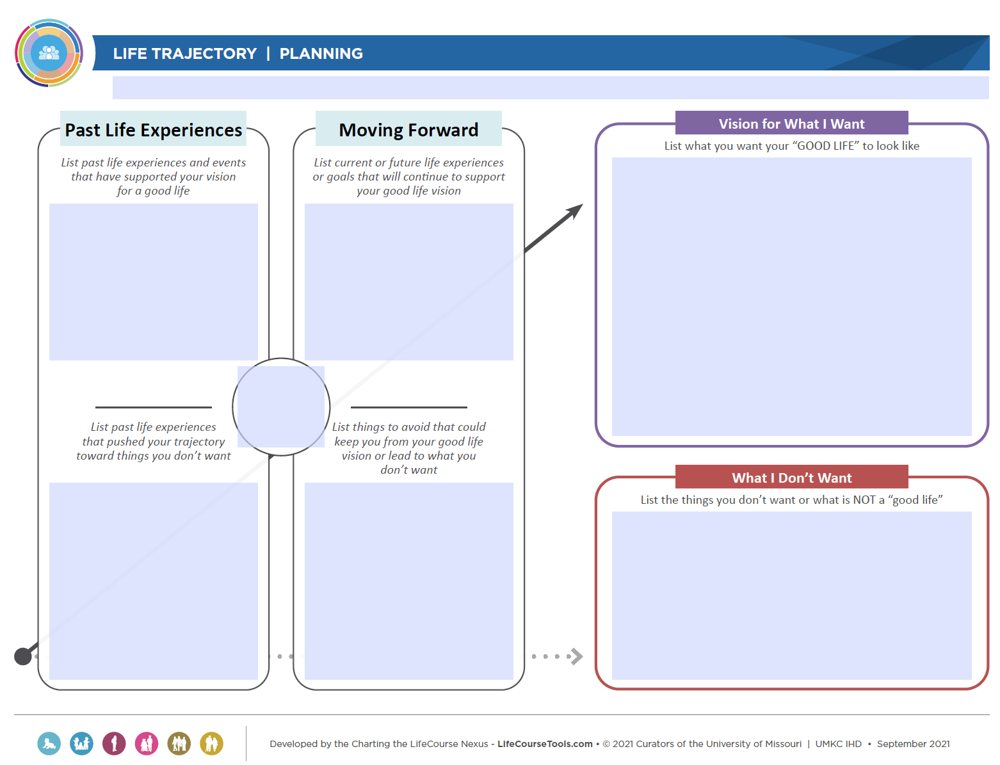 LIFE TRAJECTORY | PLANNING
Past Life Experiences
List past life experiences and events
that have supported your vision
for a good life
List past life experiences
that pushed your trajectory
toward things you don’t want
Moving Forward
List current or future life experiences
or goals that will continue to support
your good life vision
List things to avoid that could
keep you from your good life
vision or lead to what you
don’t want
Vision for What I Want
List what you want your “GOOD LIFE” to look like
What I Don’t Want
List the things you don’t want or what is NOT a “good life”
Developed by the Charting the LifeCourse Nexus - LifeCourseTools.com • © 2021 Curators of the University of Missouri | UMKC IHD • September 2021